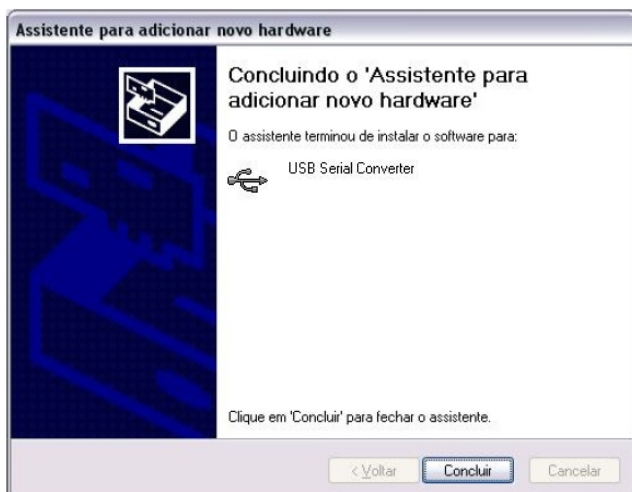 Assistente para adicionar novo hardware
Concluindo o 'Assistente para
adicionar novo hardware'
O assistente terminou de instalar o software para:
USB Serial Converter
Clique em 'Concluir' para fechar o assistente.
< Voltar Concluir Cancelar